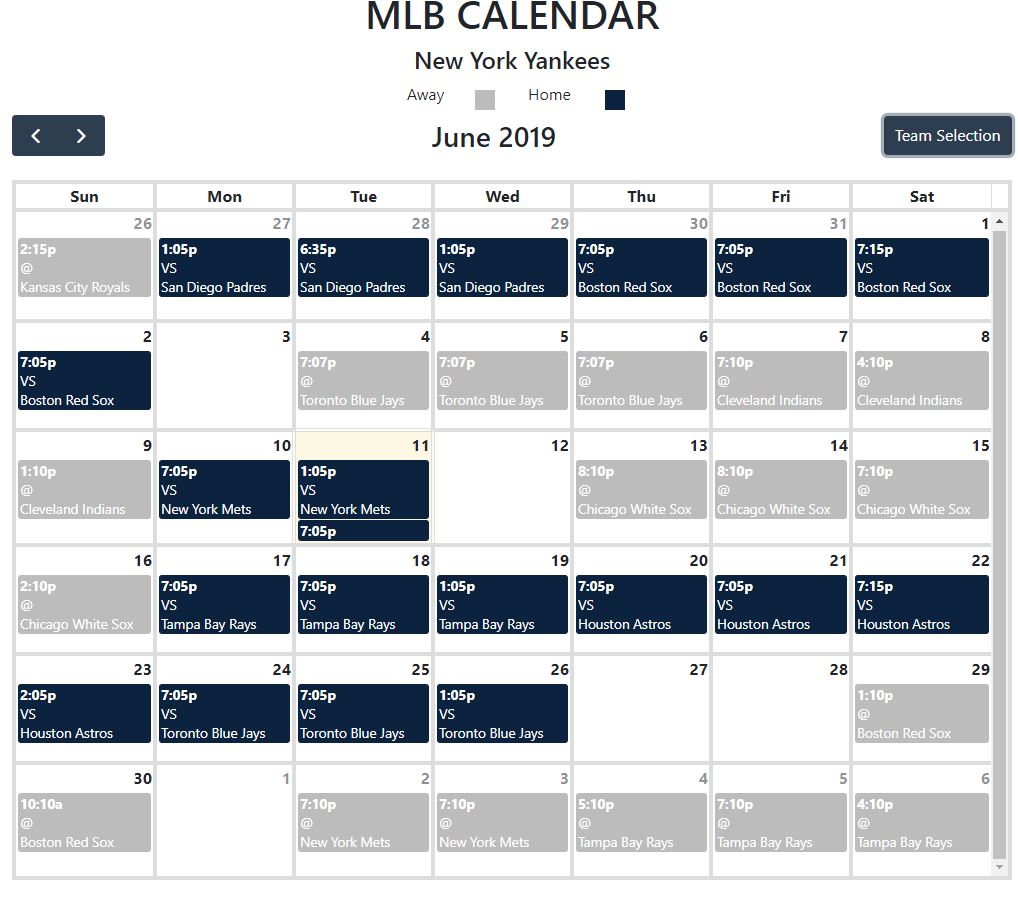 MLB CALENDAR
New York Yankees
Away Home
June 2019
Team Selection
Sun Mon Tue Wed Thu Fri Sat
26 27 28 29 30 31 1
2:15p 1:05p 6:35p 1:05p 7:05p 7:05p 7:15p
@ VS VS VS VS VS VS
Kansas City Royals San Diego Padres San Diego Padres San Diego Padres Boston Red Sox Boston Red Sox Boston Red Sox
2 3 4 5 6 7 8
7:05p 7:07p 7:07p 7:07p 7:10p 4:10p
VS @ @ @ @ @
Boston Red Sox Toronto Blue Jays Toronto Blue Jays Toronto Blue Jays Cleveland Indians Cleveland Indians
9 10 11 12 13 14 15
1:10p 7:05p 1:05p 8:10p 8:10p 7:10p
@ VS VS @ @ @
Cleveland Indians New York Mets New York Mets Chicago White Sox Chicago White Sox Chicago White Sox
7:05p
16 17 18 19 20 21 22
2:10p 7:05p 7:05p 1:05p 7:05p 7:05p 7:15p
@ VS VS VS VS VS VS
Chicago White Sox Tampa Bay Rays Tampa Bay Rays Tampa Bay Rays Houston Astros Houston Astros Houston Astros
23 24 25 26 27 28 29
2:05p 7:05p 7:05p 1:05p 1:10p
VS VS VS VS @
Houston Astros Toronto Blue Jays Toronto Blue Jays Toronto Blue Jays Boston Red Sox
30 1 2 3 4 5 6
10:10a 7:10p 7:10p 5:10p 7:10p 4:10p
@ @ @ @ @ @
Boston Red Sox New York Mets New York Mets Tampa Bay Rays Tampa Bay Rays Tampa Bay Rays